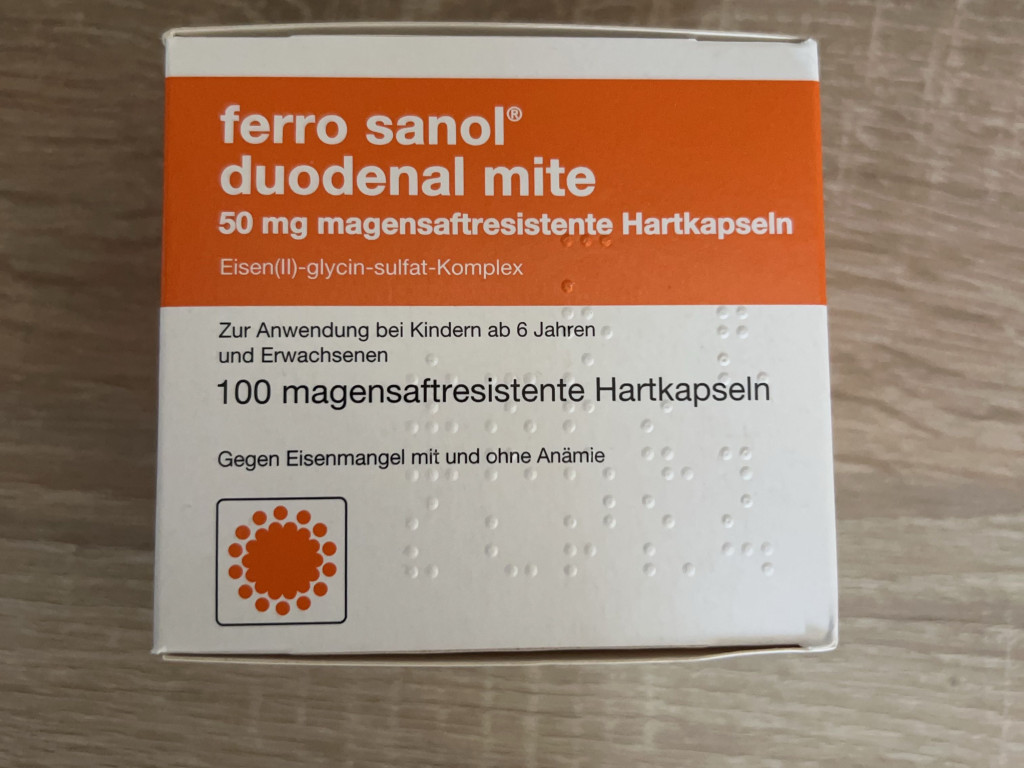 ferro sanol®
duodenal mite
50 mg magensaftresistente Hartkapseln
Eisen(II)-glycin-sulfat-Komplex
Zur Anwendung bei Kindern ab 6 Jahren
und Erwachsenen
100 magensaftresistente Hartkapseln
Gegen Eisenmangel mit und ohne Anämie